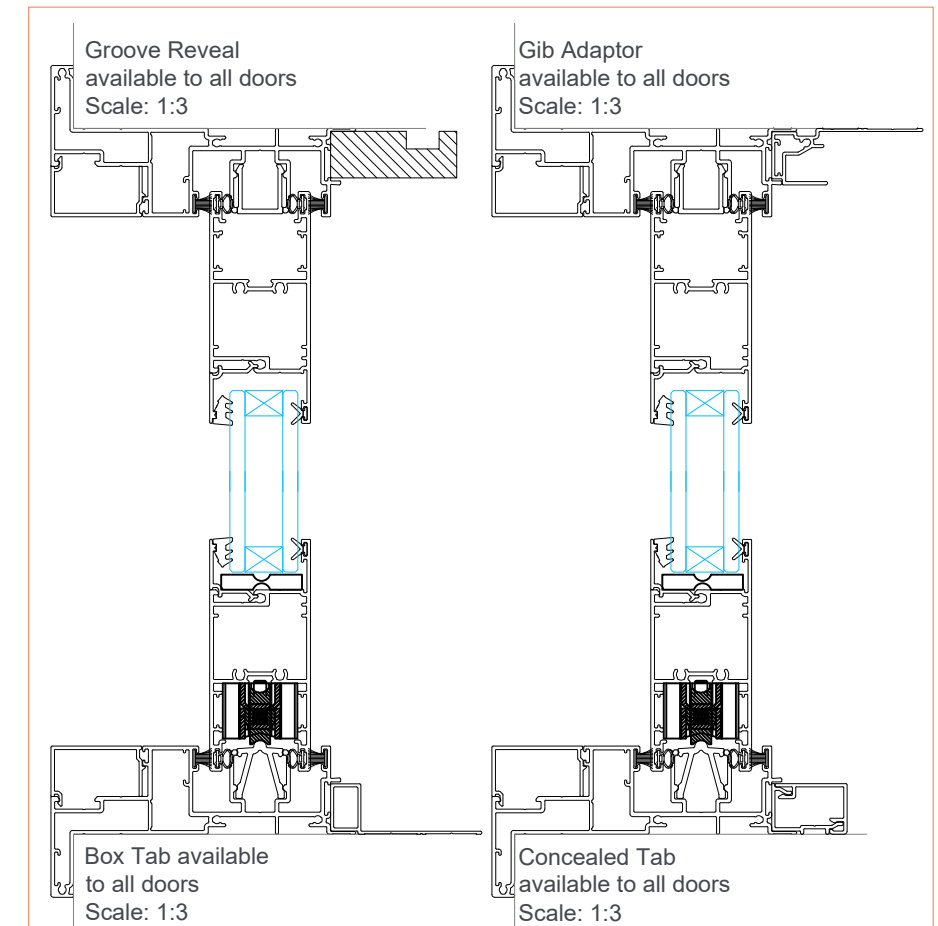 Groove Reveal
available to all doors
Scale: 1:3
Gib Adaptor
available to all doors
Scale: 1:3
Box Tab available
to all doors
Scale: 1:3
Concealed Tab
available to all doors
Scale: 1:3